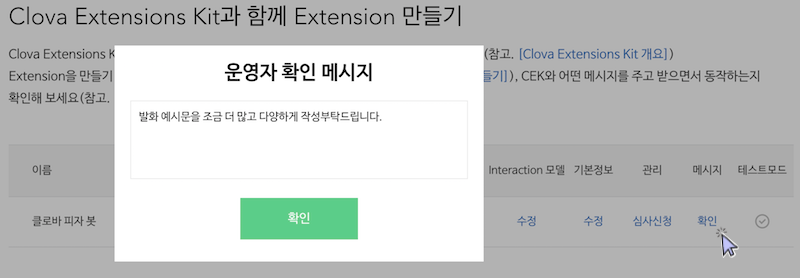 Clova Extensions Kit과 함께 Extension 만들기
Clova Extensions K (참고. [Clova Extensions Kit 개요])
Extension을 만들기 들기]), CEK와 어떤 메시지를 주고 받으면서 동작하는지
확인해 보세요(참고.
운영자 확인 메시지
발화 예시문을 조금 더 많고 다양하게 작성부탁드립니다.
확인
이름 Interaction 모델 기본정보 관리 메시지 테스트모드
클로바 피자 봇 수정 수정 심사신청 확인